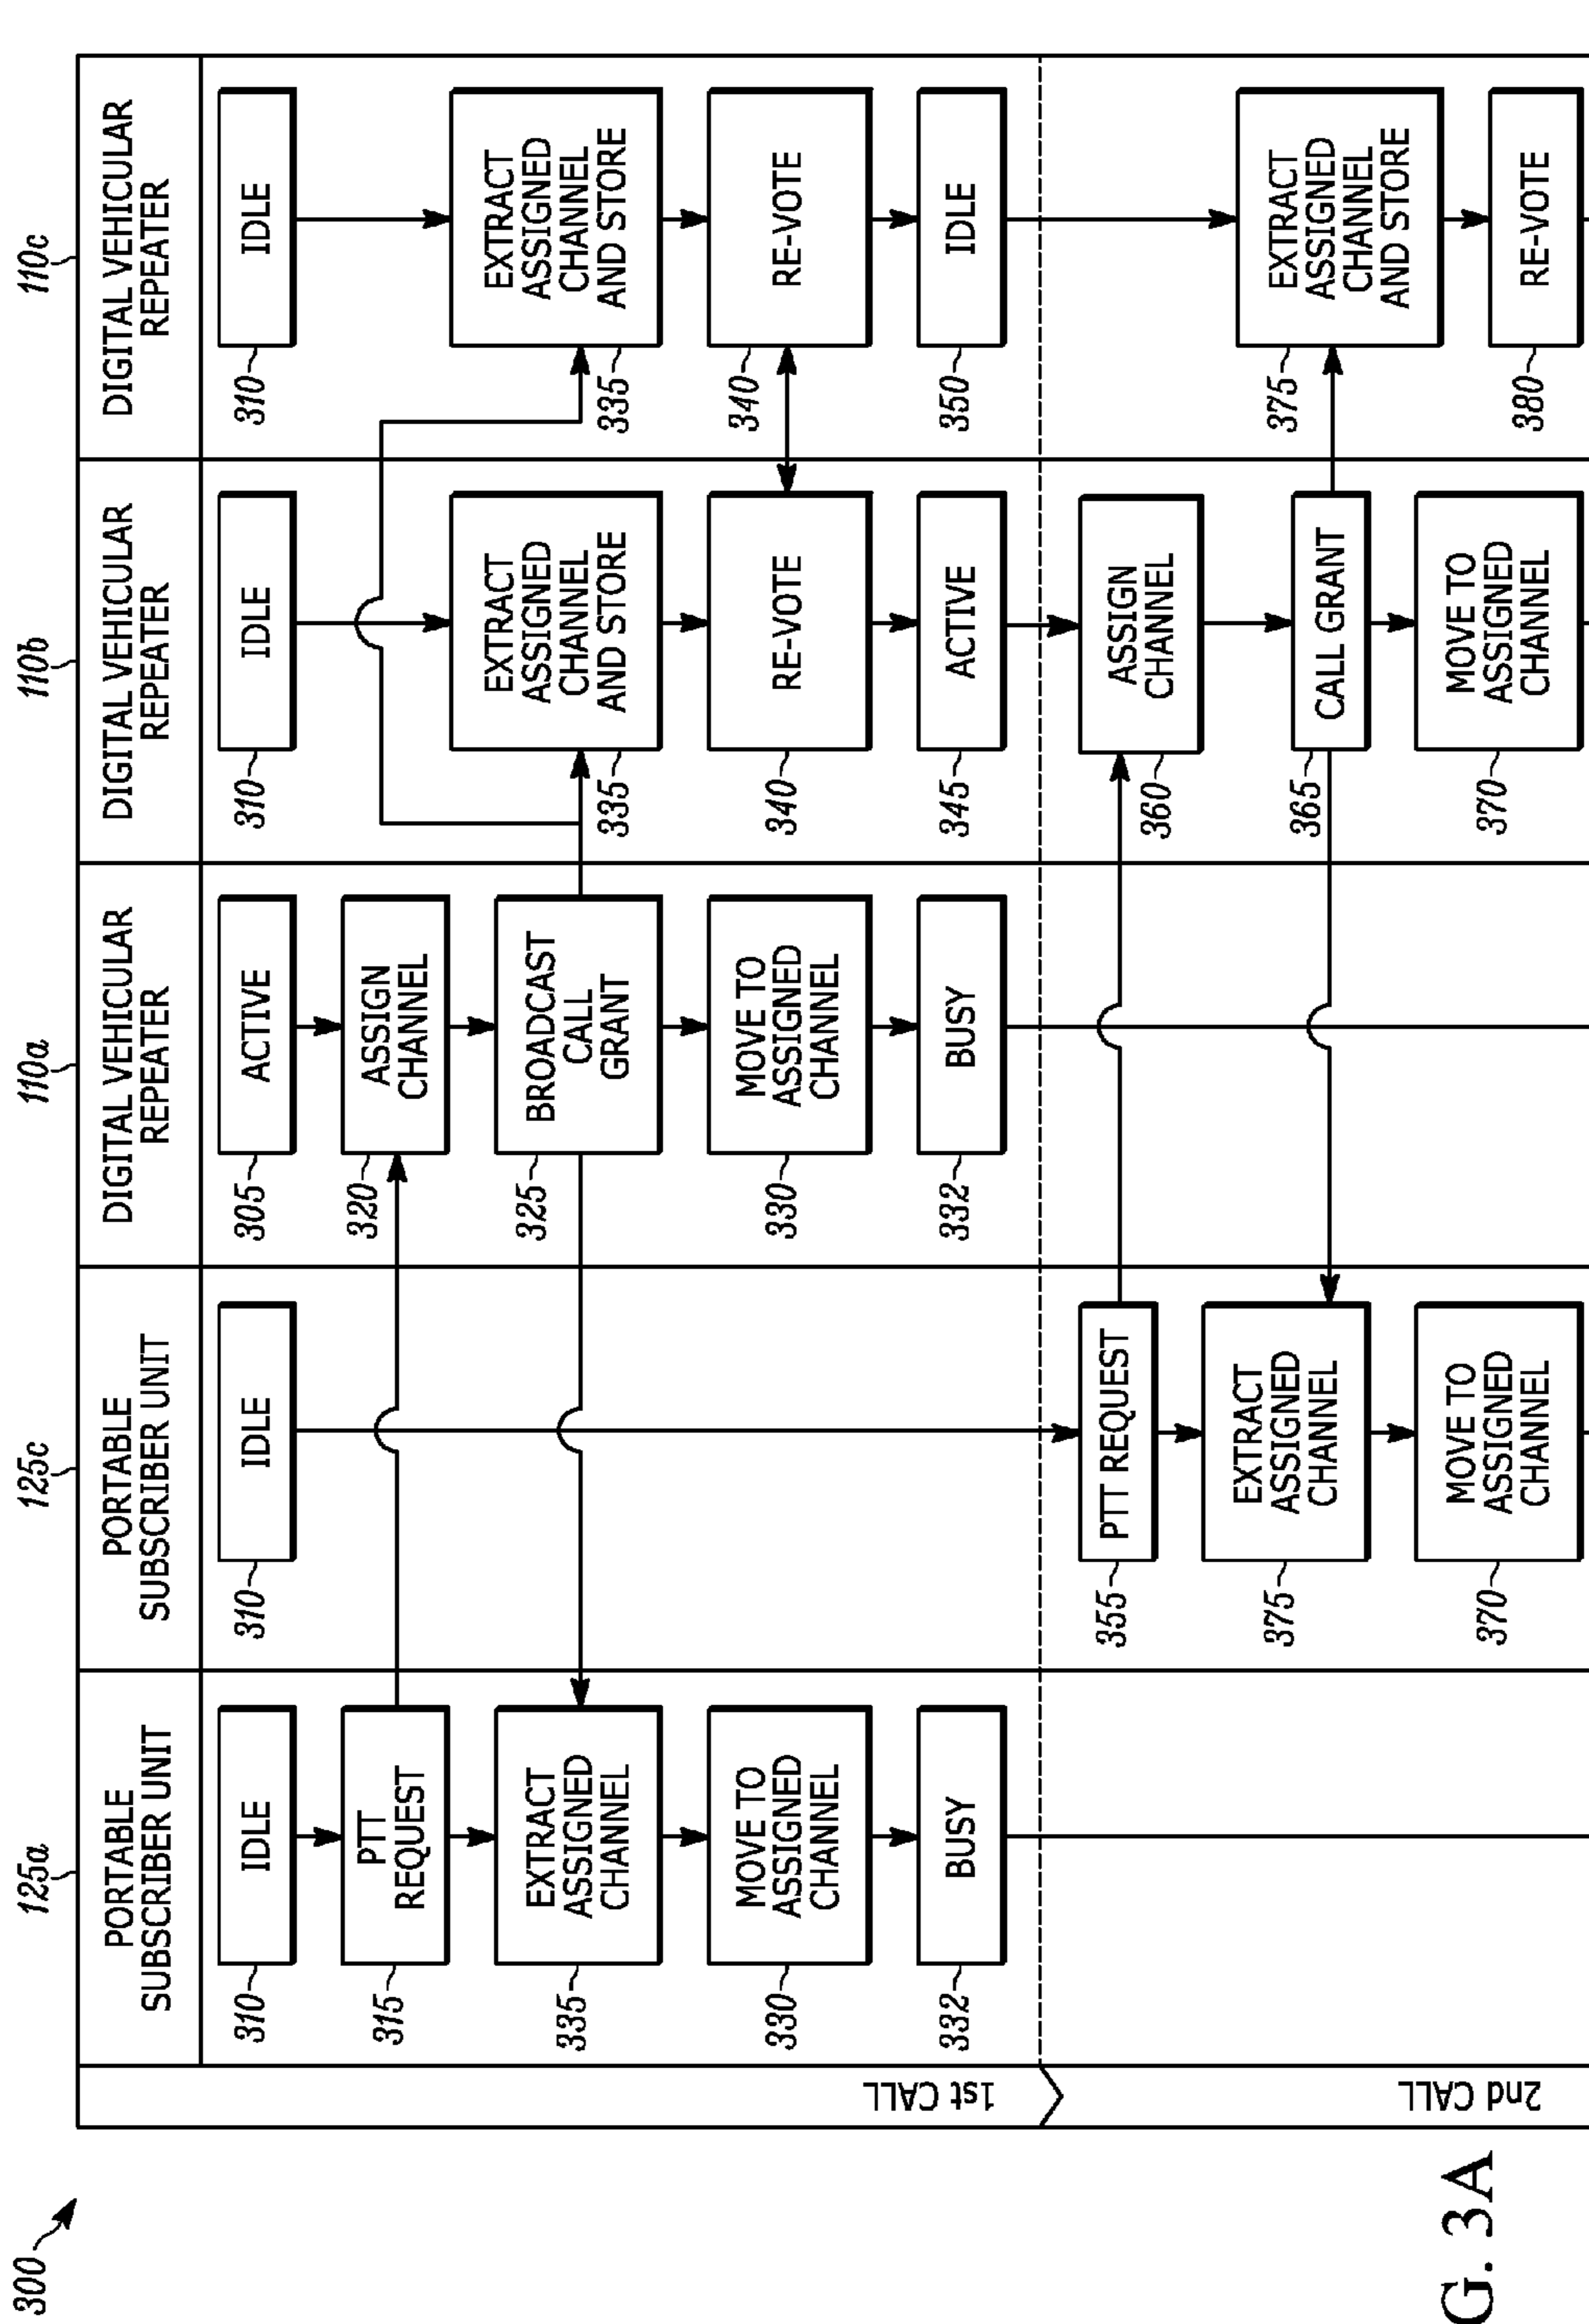 300
125a
125c
110a
110b
110c
PORTABLE
SUBSCRIBER UNIT
PORTABLE
SUBSCRIBER UNIT
DIGITAL VEHICULAR
REPEATER
DIGITAL VEHICULAR
REPEATER
DIGITAL VEHICULAR
REPEATER
1st CALL
310
IDLE
310
IDLE
305
ACTIVE
310
IDLE
310
IDLE
315
PTT
REQUEST
320
ASSIGN
CHANNEL
335
EXTRACT
ASSIGNED
CHANNEL
325
BROADCAST
CALL
GRANT
335
EXTRACT
ASSIGNED
CHANNEL
AND STORE
335
EXTRACT
ASSIGNED
CHANNEL
AND STORE
330
MOVE TO
ASSIGNED
CHANNEL
330
MOVE TO
ASSIGNED
CHANNEL
340
RE-VOTE
340
RE-VOTE
332
BUSY
332
BUSY
345
ACTIVE
350
IDLE
2nd CALL
355
PTT REQUEST
360
ASSIGN
CHANNEL
375
EXTRACT
ASSIGNED
CHANNEL
365
CALL GRANT
375
EXTRACT
ASSIGNED
CHANNEL
AND STORE
370
MOVE TO
ASSIGNED
CHANNEL
370
MOVE TO
ASSIGNED
CHANNEL
380
RE-VOTE
G. 3A